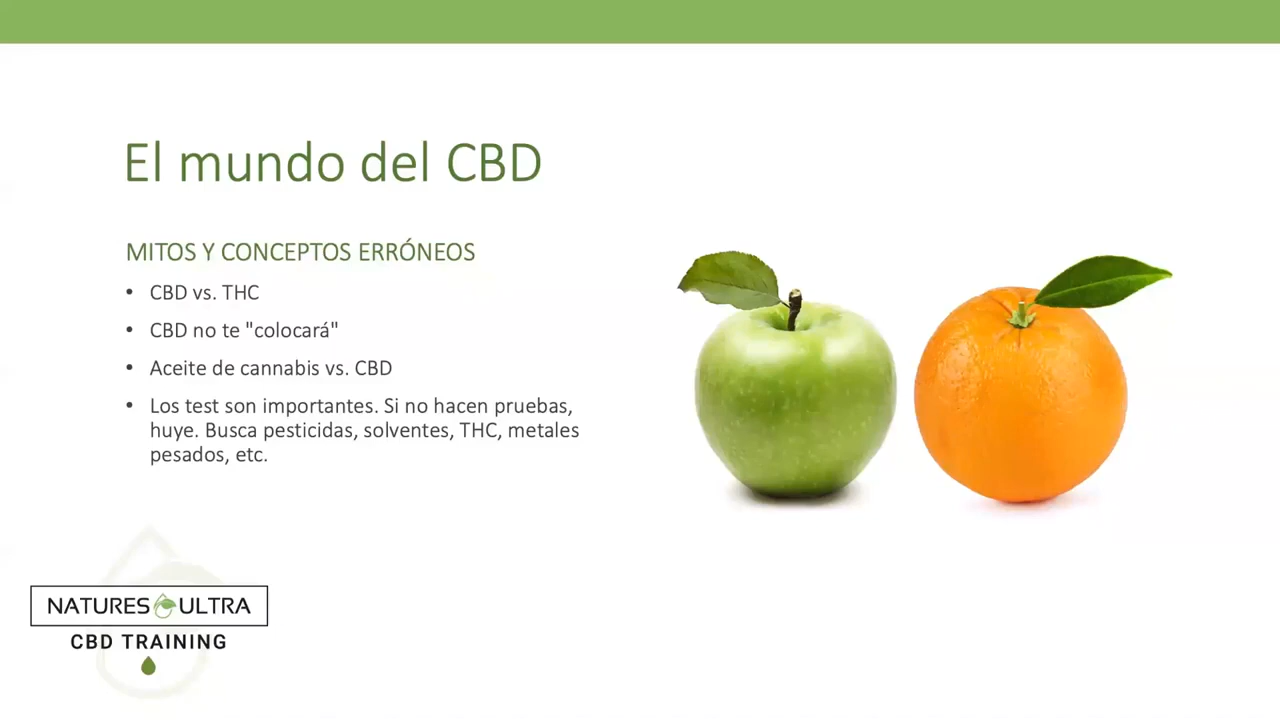 El mundo del CBD
MITOS Y CONCEPTOS ERRÓNEOS
• CBD vs. THC
• CBD no te "colocará"
• Aceite de cannabis vs. CBD
• Los test son importantes. Si no hacen pruebas,
huye. Busca pesticidas, solventes, THC, metales
pesados, etc.
NATURES ULTRA
CBD TRAINING